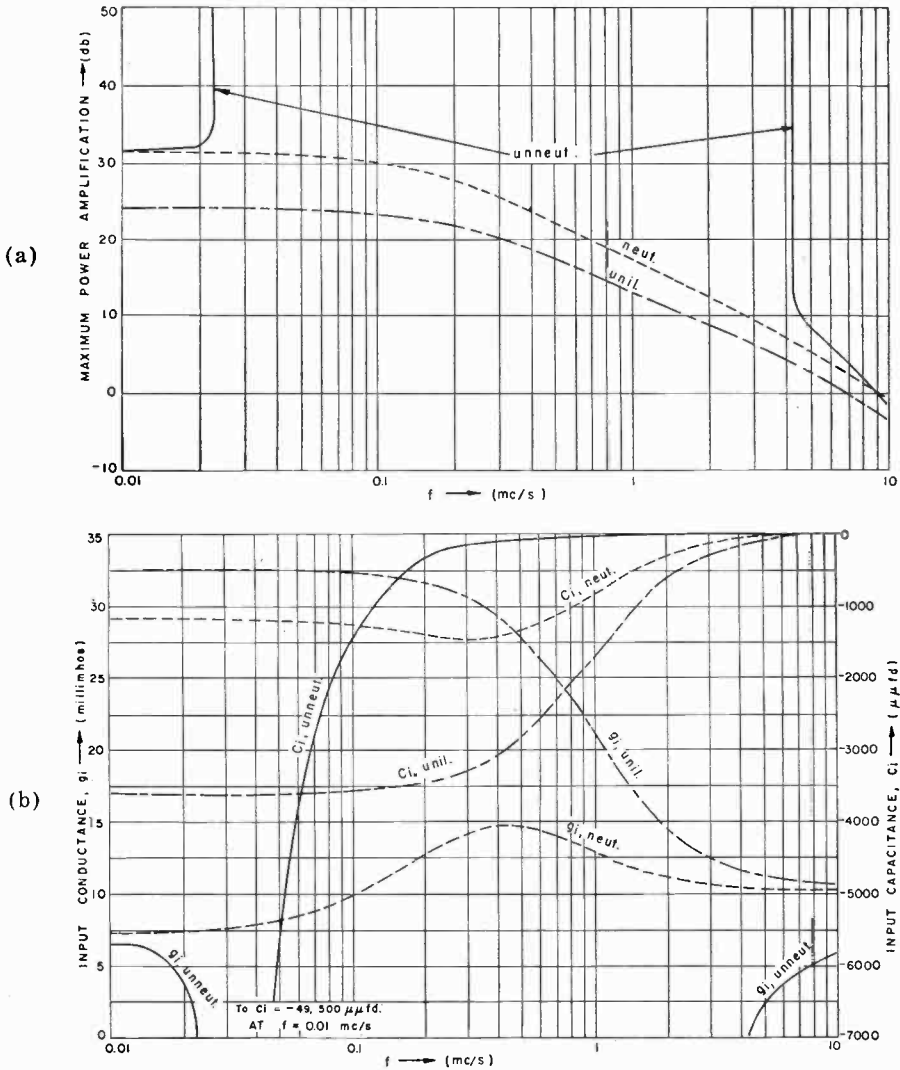 (a)
MAXIMUM POWER AMPLIFICATION → (db)
50
40
30
20
10
0
-10
unneut.
neut.
unil.
0.01
0.1
1
10
f → (mc/s)
(b)
INPUT CONDUCTANCE, gi → (millimhos)
35
30
25
20
15
10
5
0
Ci, unneut.
Ci, neut.
Ci, unil.
gi, unil.
gi, neut.
gi, unneut.
gi, unneut.
To Ci = -49, 500 μμfd.
AT f = 0.01 mc/s
0
-1000
-2000
-3000
-4000
-5000
-6000
-7000
INPUT CAPACITANCE, Ci → (μμfd)
0.01
0.1
1
10
f → (mc/s)